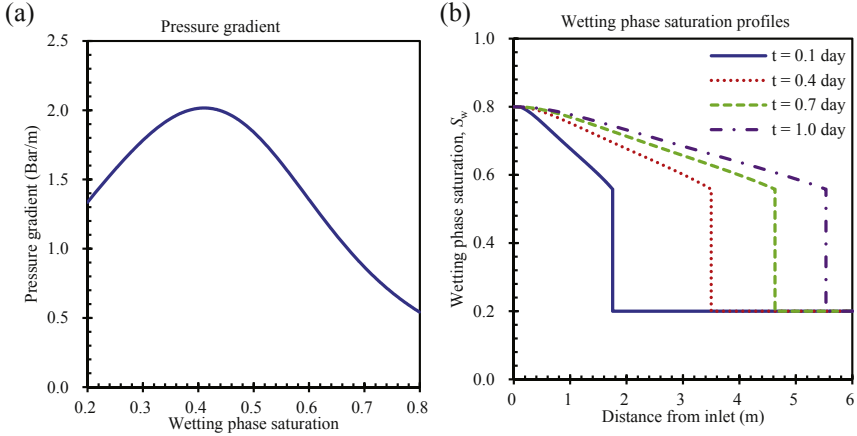 (a)
Pressure gradient
2.5
2.0
1.5
1.0
0.5
0.0
Pressure gradient (Bar/m)
0.2 0.3 0.4 0.5 0.6 0.7 0.8
Wetting phase saturation
(b)
Wetting phase saturation profiles
1.0
0.8
0.6
0.4
0.2
0.0
Wetting phase saturation, Sw
t = 0.1 day
t = 0.4 day
t = 0.7 day
t = 1.0 day
0 1 2 3 4 5 6
Distance from inlet (m)